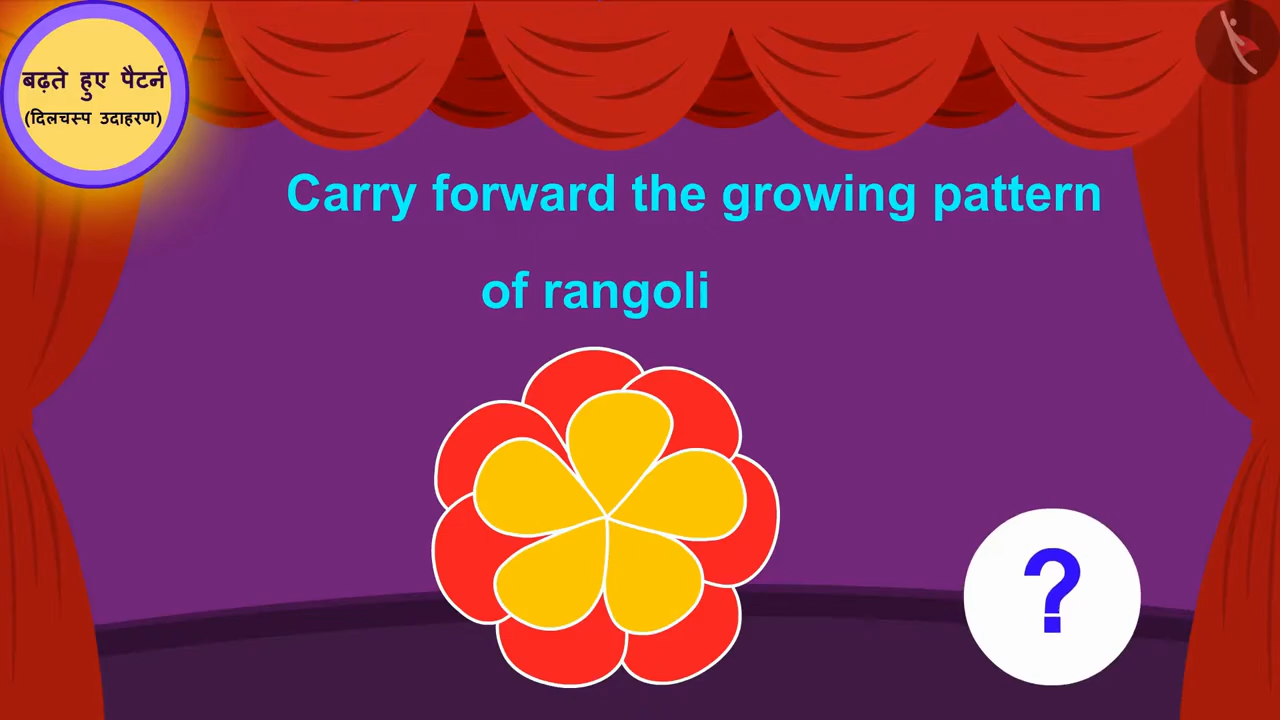 बढ़ते हुए पैटर्न
(दिलचस्प उदाहरण)
Carry forward the growing pattern
of rangoli
?